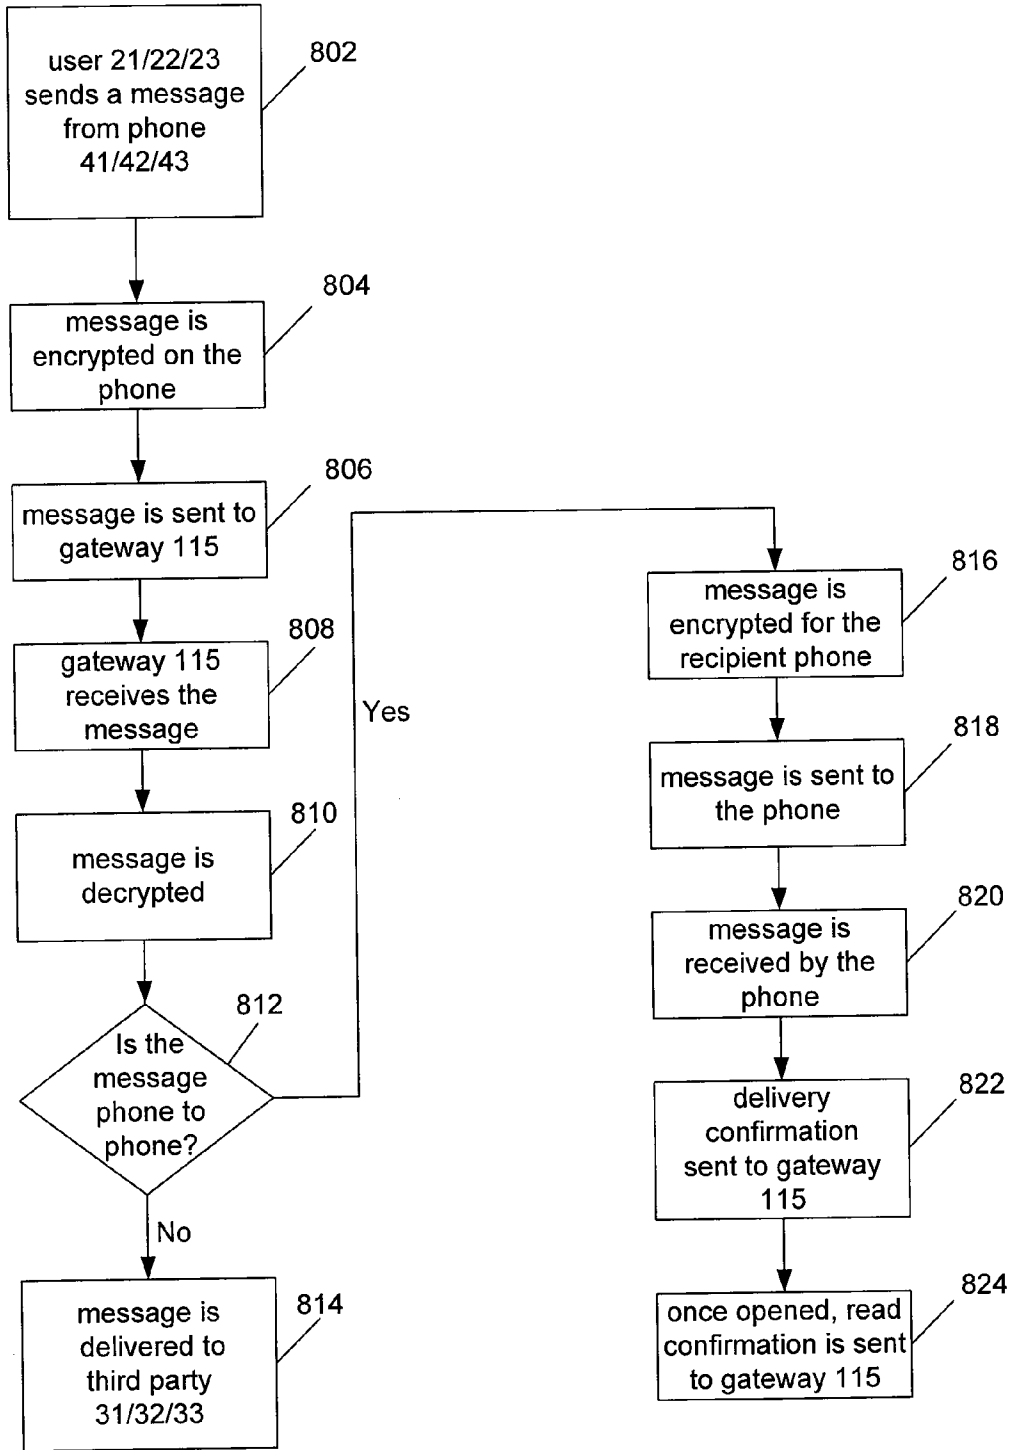 user 21/22/23
sends a message
from phone
41/42/43
802
message is
encrypted on the
phone
804
message is sent to
gateway 115
806
gateway 115
receives the
message
808
message is
decrypted
810
Is the
message
phone to
phone?
812
Yes
No
message is
delivered to
third party
31/32/33
814
message is
encrypted for the
recipient phone
816
message is sent to
the phone
818
message is
received by the
phone
820
delivery
confirmation
sent to gateway
115
822
once opened, read
confirmation is sent
to gateway 115
824